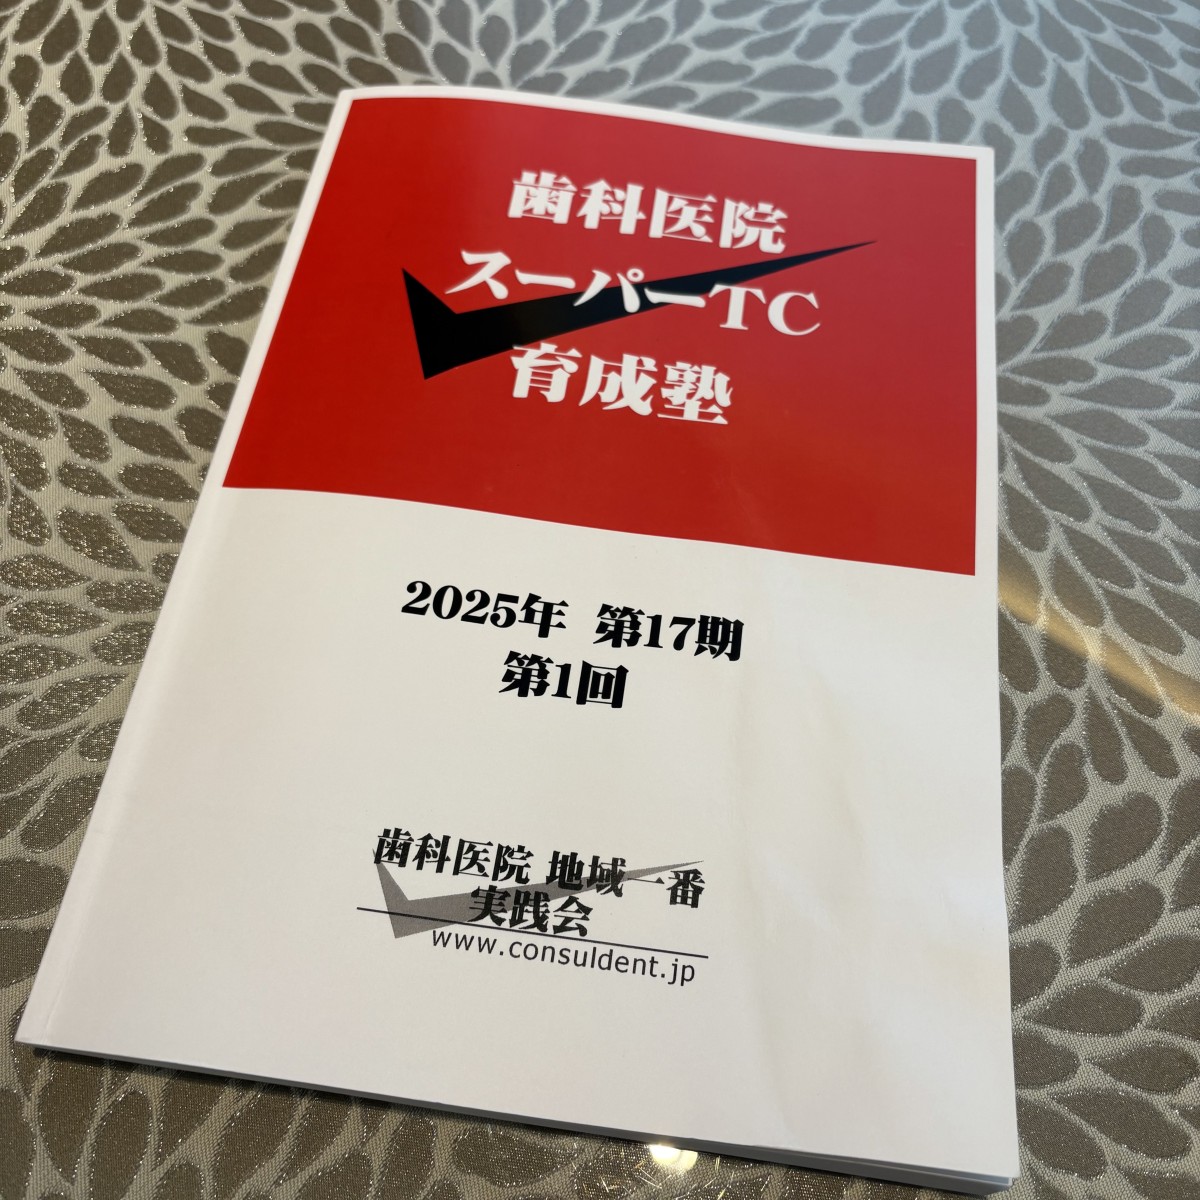 歯科医院
スーパーTC
育成塾
2025年 第17期
第1回
歯科医院 地域一番
実践会
www.consuldent.jp